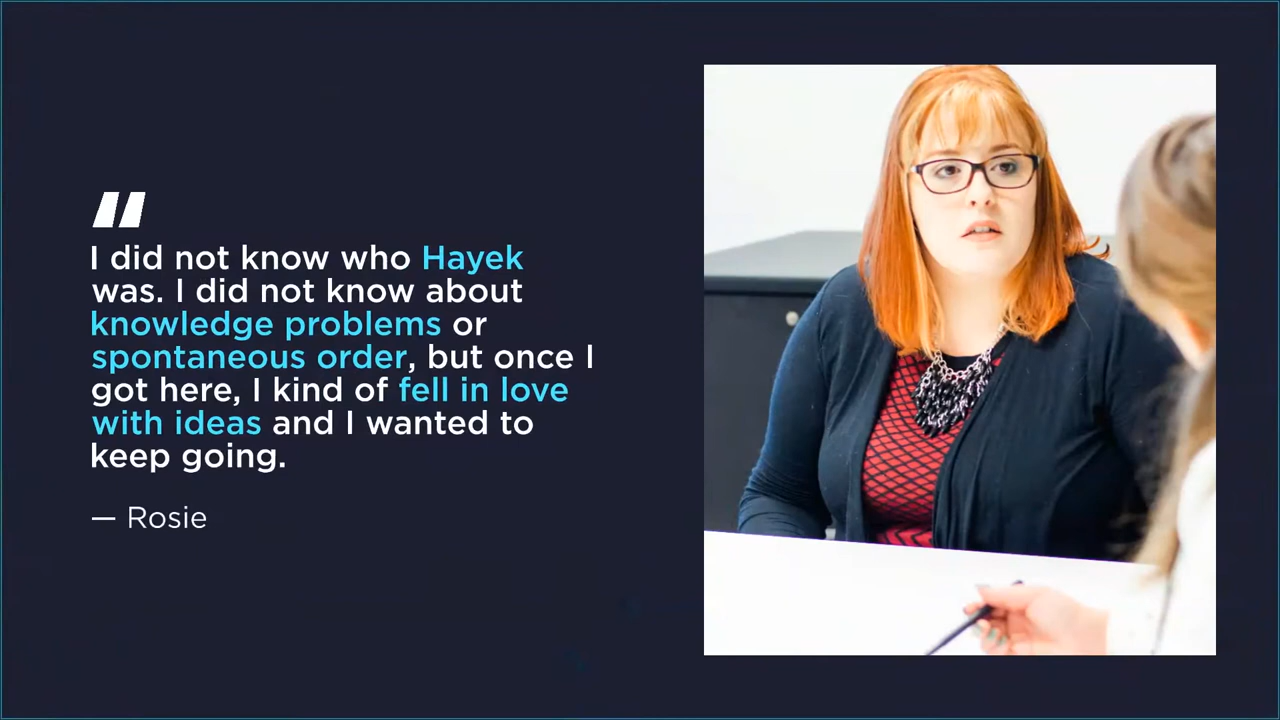 I did not know who Hayek
was. I did not know about
knowledge problems or
spontaneous order, but once I
got here, I kind of fell in love
with ideas and I wanted to
keep going.
— Rosie